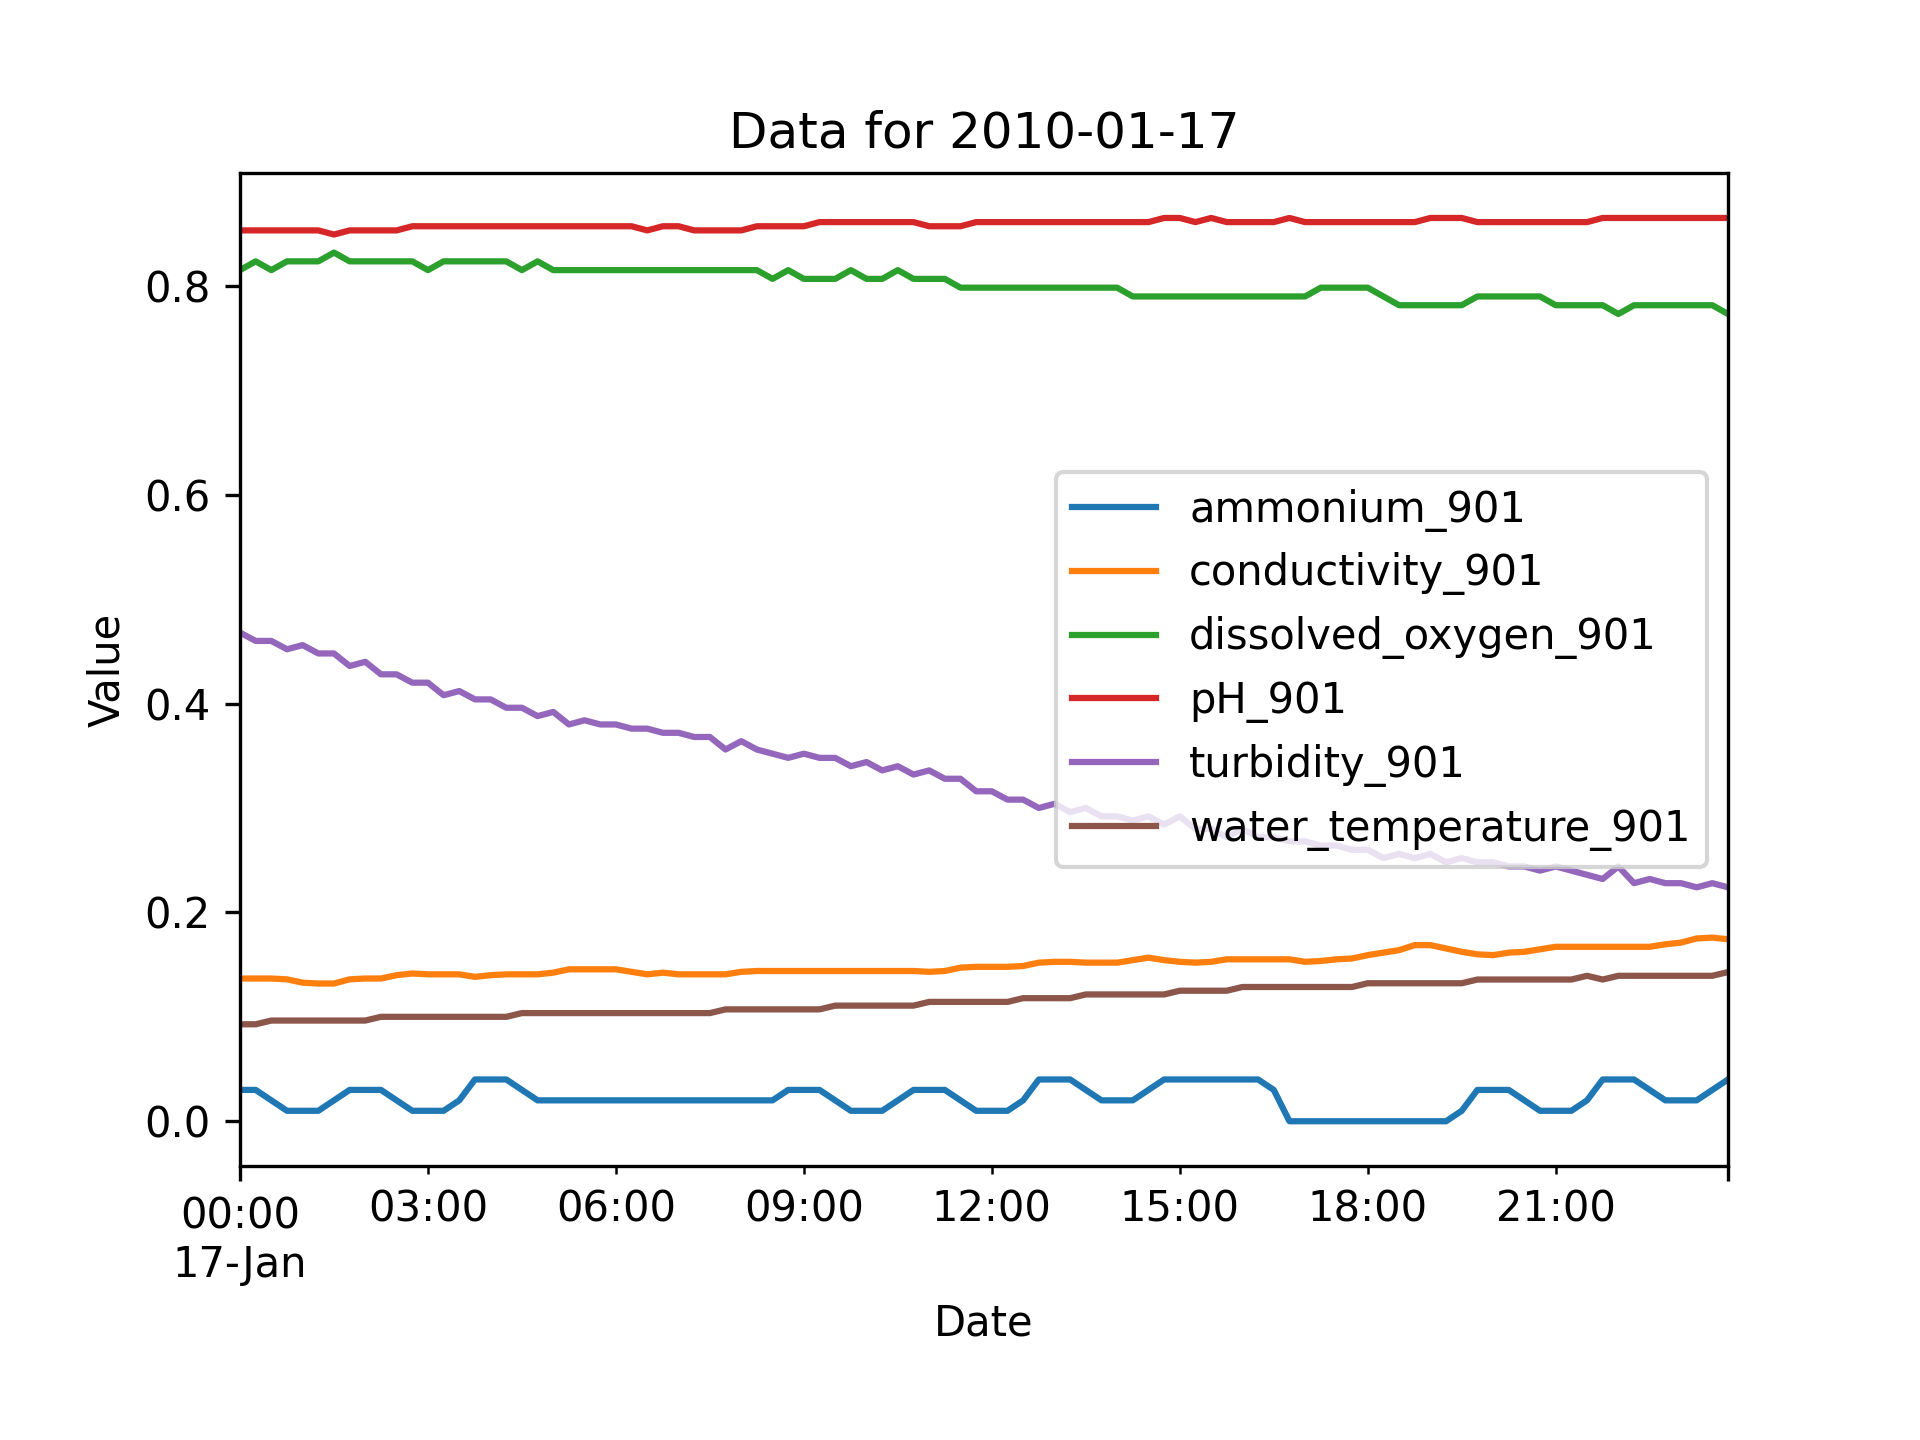 Data for 2010-01-17
Value
0.8
0.6
0.4
0.2
0.0
ammonium_901
conductivity_901
dissolved_oxygen_901
pH_901
turbidity_901
water_temperature_901
00:00 03:00 06:00 09:00 12:00 15:00 18:00 21:00
17-Jan
Date